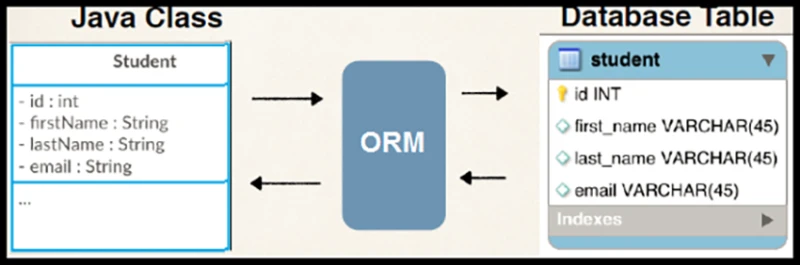 Java Class
Student
- id : int
- firstName : String
- lastName : String
- email : String
...
ORM
Database Table
student
id INT
first_name VARCHAR(45)
last_name VARCHAR(45)
email VARCHAR(45)
Indexes